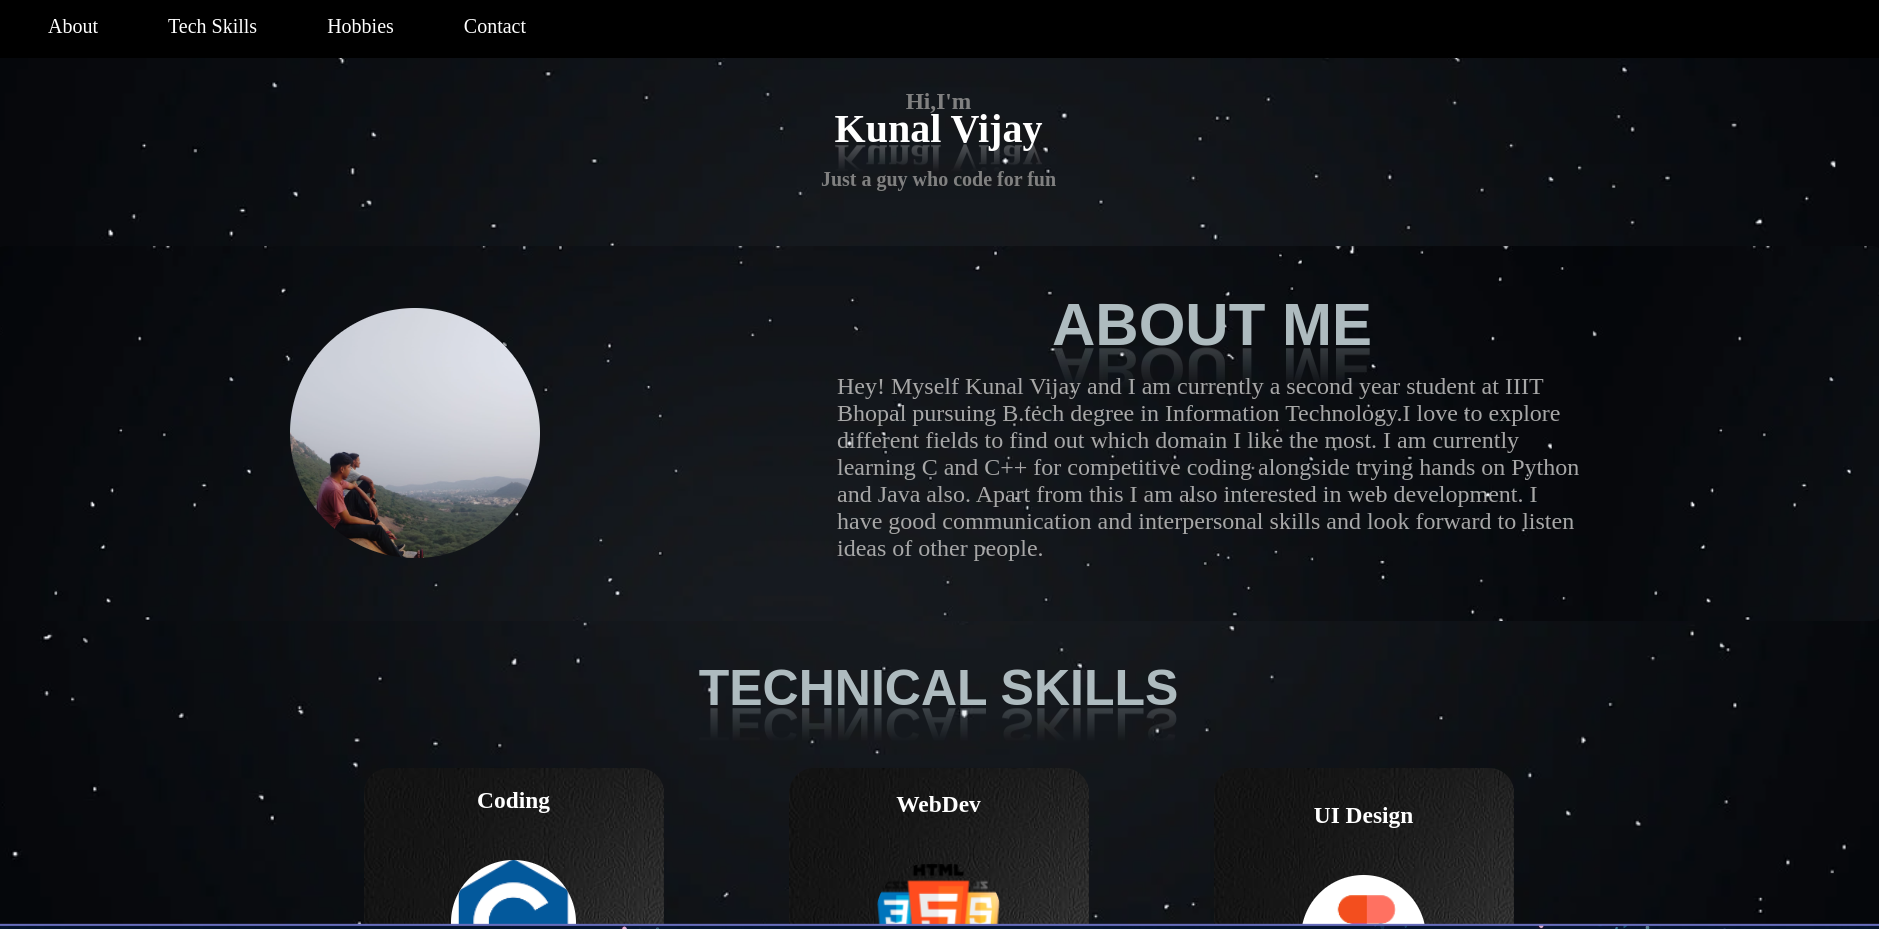 About Tech Skills Hobbies Contact
Hi,I'm
Kunal Vijay
Just a guy who code for fun
ABOUT ME
Hey! Myself Kunal Vijay and I am currently a second year student at IIIT
Bhopal pursuing B.tech degree in Information Technology.I love to explore
different fields to find out which domain I like the most. I am currently
learning C and C++ for competitive coding alongside trying hands on Python
and Java also. Apart from this I am also interested in web development. I
have good communication and interpersonal skills and look forward to listen
ideas of other people.
TECHNICAL SKILLS
Coding WebDev UI Design
HTML